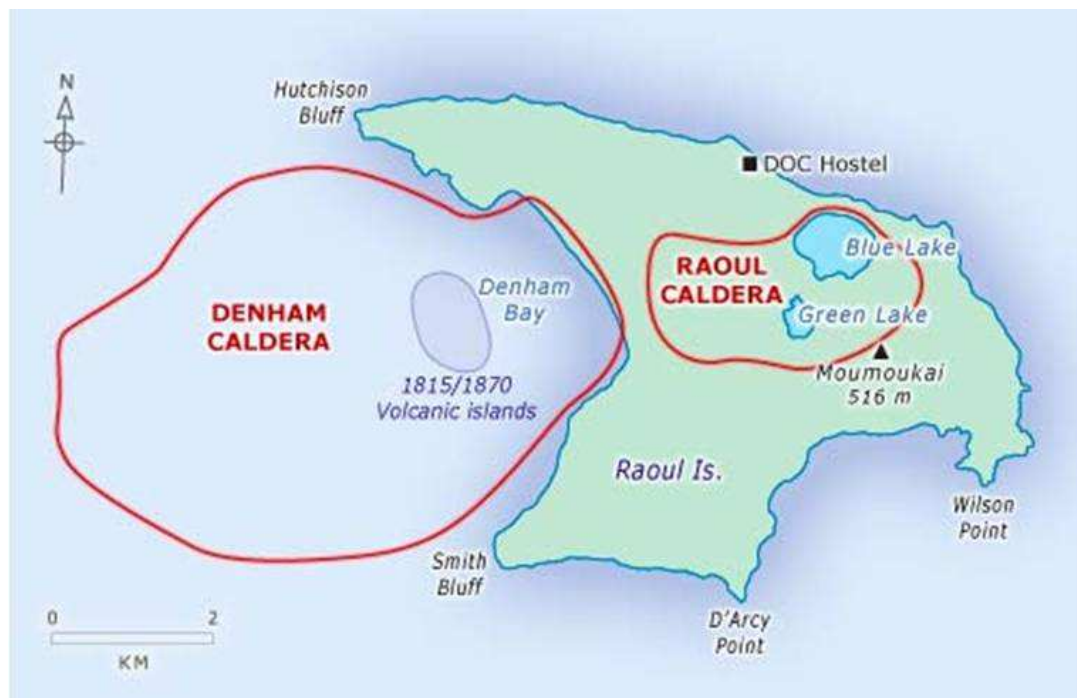 N
Hutchison
Bluff
DOC Hostel
Blue Lake
RAOUL
CALDERA
Denham
Bay
DENHAM
CALDERA
Green Lake
1815/1870
Volcanic islands
Moumoukai
516 m
Raoul Is.
Wilson
Point
Smith
Bluff
D'Arcy
Point
0 2
KM